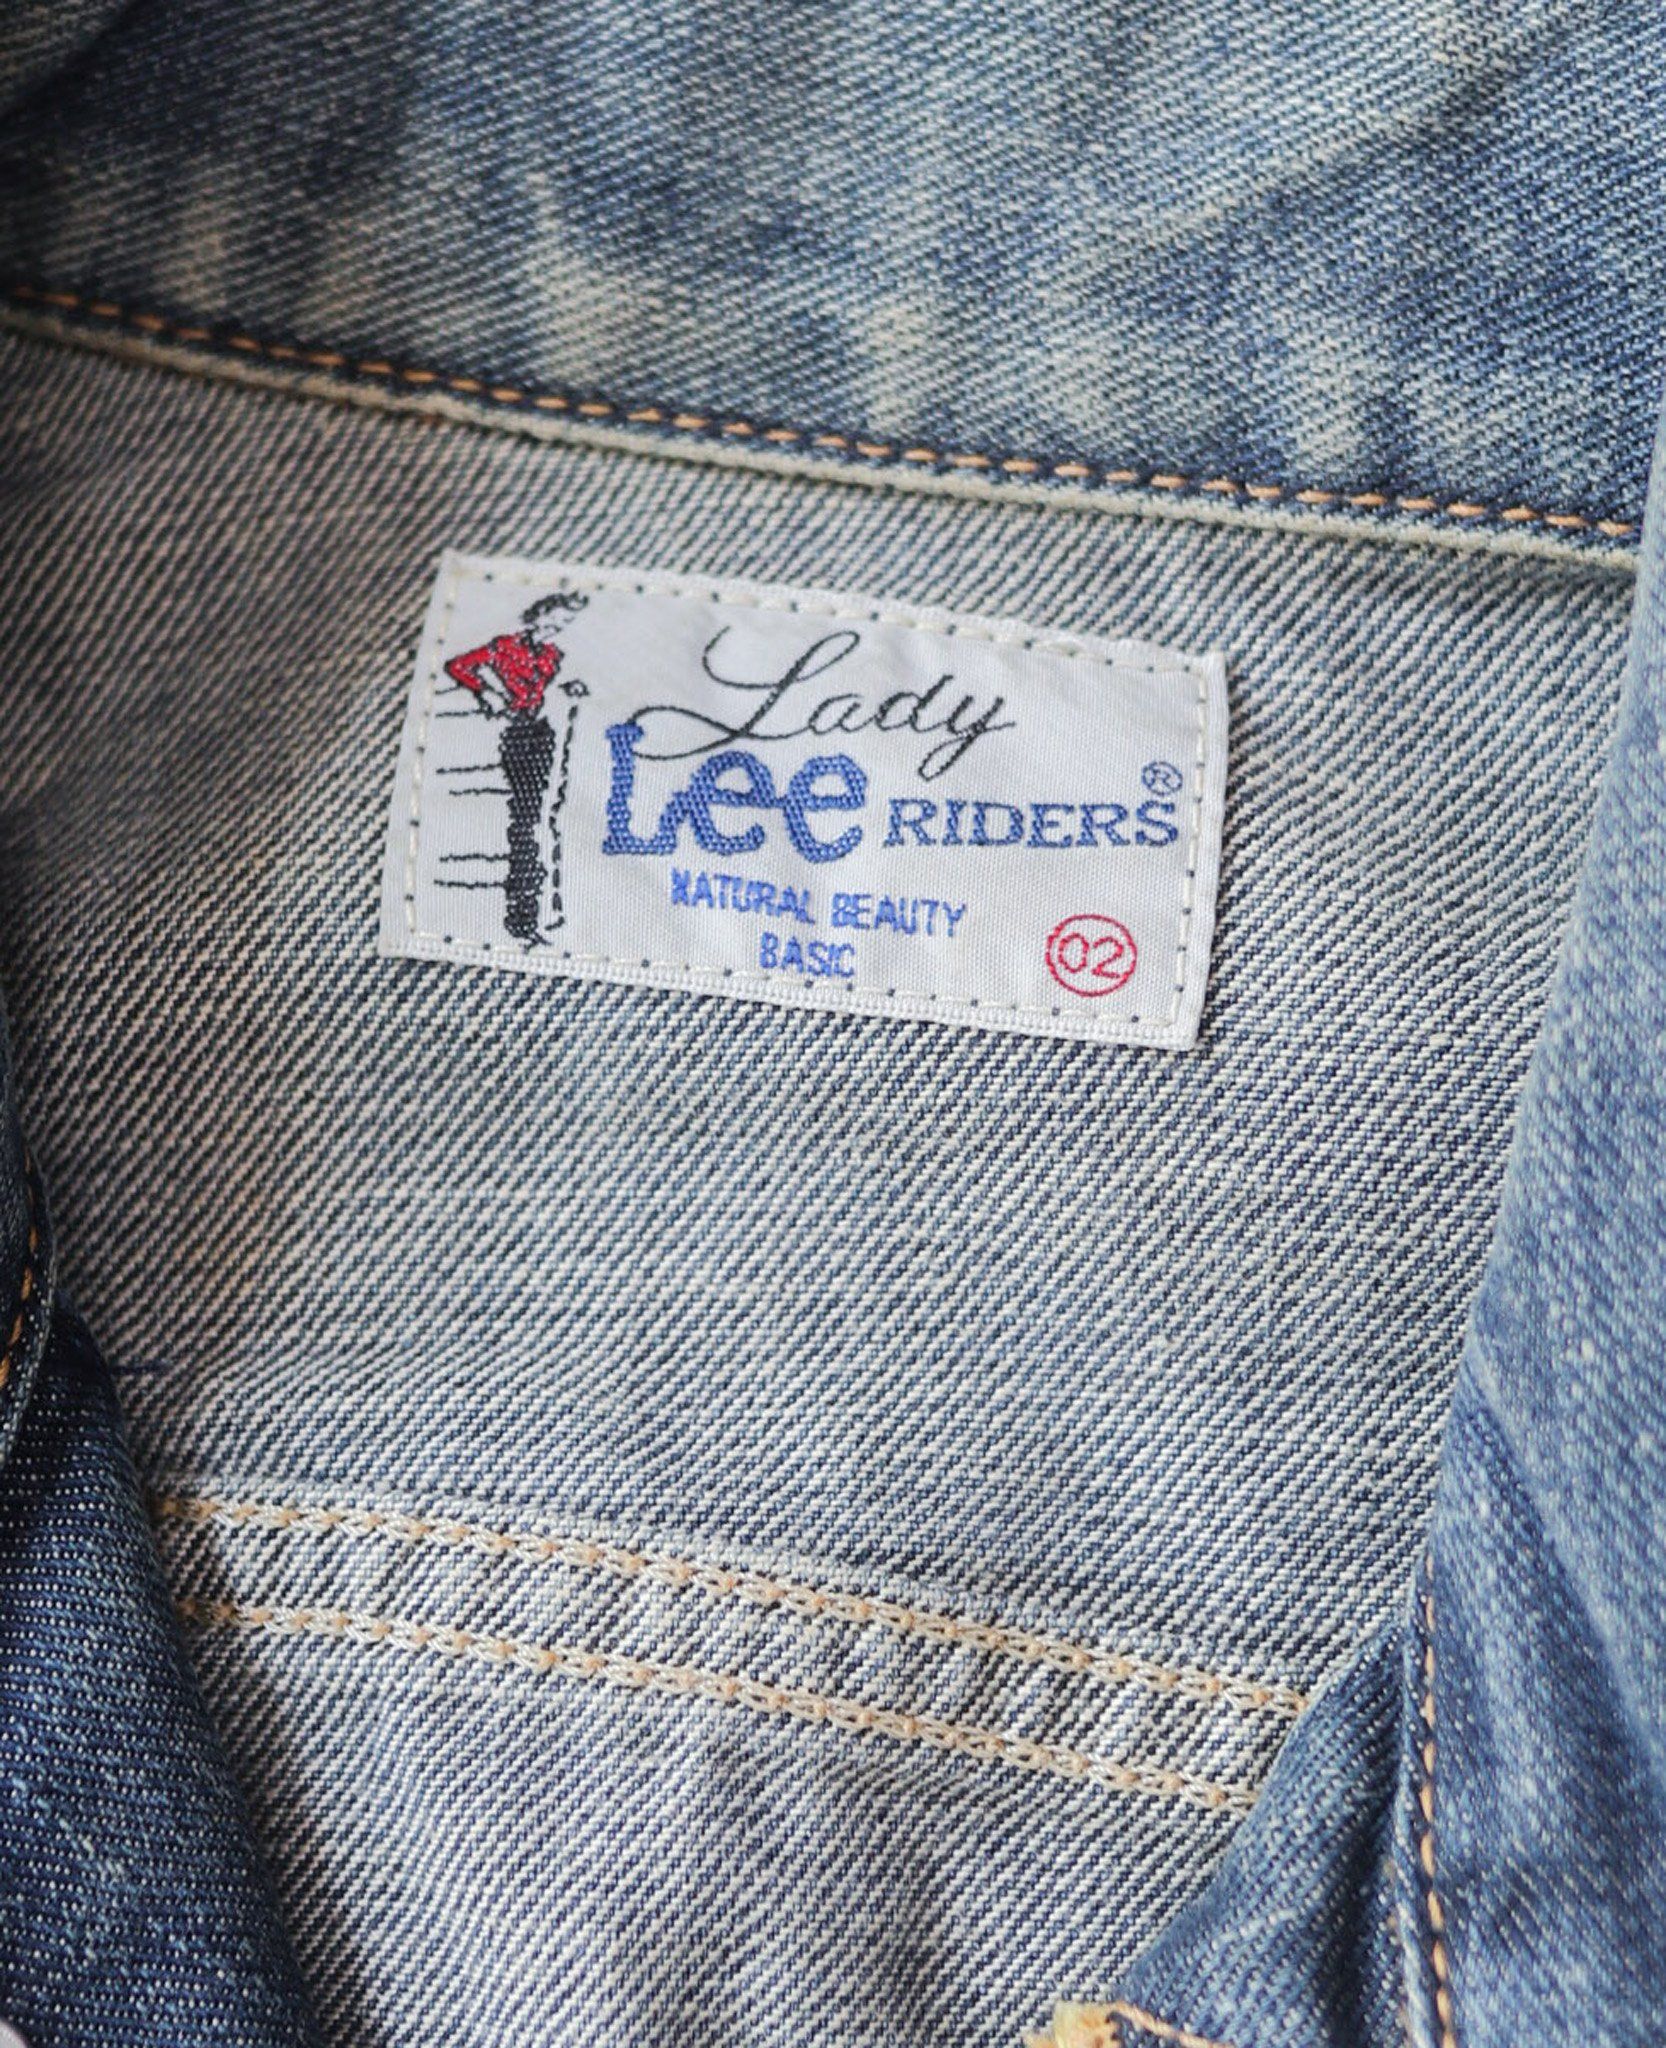 Lady
Lee RIDERS®
NATURAL BEAUTY
BASIC
02